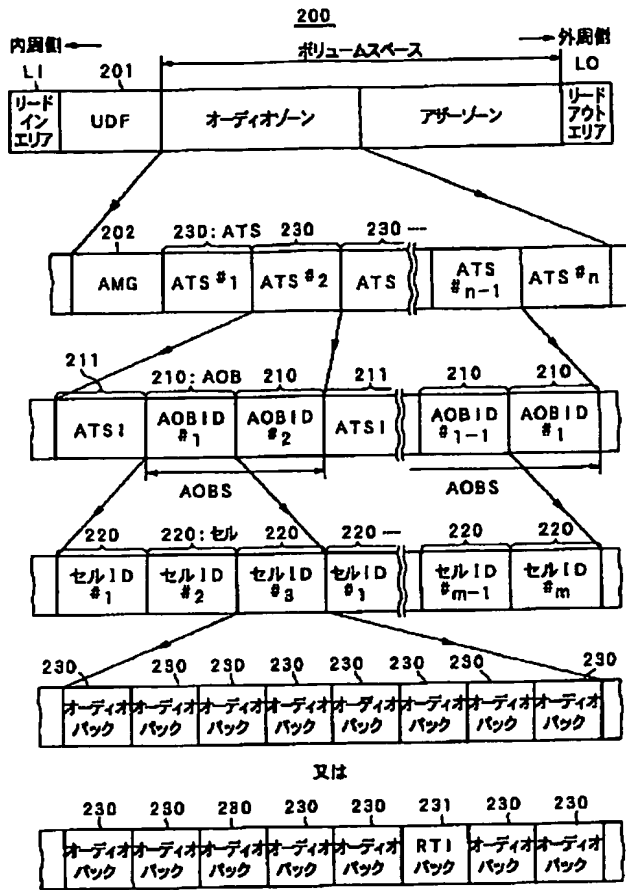 200
内周側
ボリュームスペース
外周側
LI
201
LO
リード
イン
エリア
UDF
オーディオゾーン
アザーゾーン
リード
アウト
エリア
202
230:ATS
230
230
AMG
ATS #1
ATS #2
ATS
ATS
#n-1
ATS #n
211
210:AOB
210
211
210
210
ATSI
AOBID
#1
AOBID
#2
ATSI
AOBID
#1-1
AOBID
#1
AOBS
AOBS
220
220:セル
220
220
220
220
セルID
#1
セルID
#2
セルID
#3
セルID
#1
セルID
#m-1
セルID
#m
230 230 230 230 230 230 230 230
オーディオ
パック
オーディオ
パック
オーディオ
パック
オーディオ
パック
オーディオ
パック
オーディオ
パック
オーディオ
パック
オーディオ
パック
又は
230 230 230 230 230 231 230 230
オーディオ
パック
オーディオ
パック
オーディオ
パック
オーディオ
パック
オーディオ
パック
RTI
パック
オーディオ
パック
オーディオ
パック